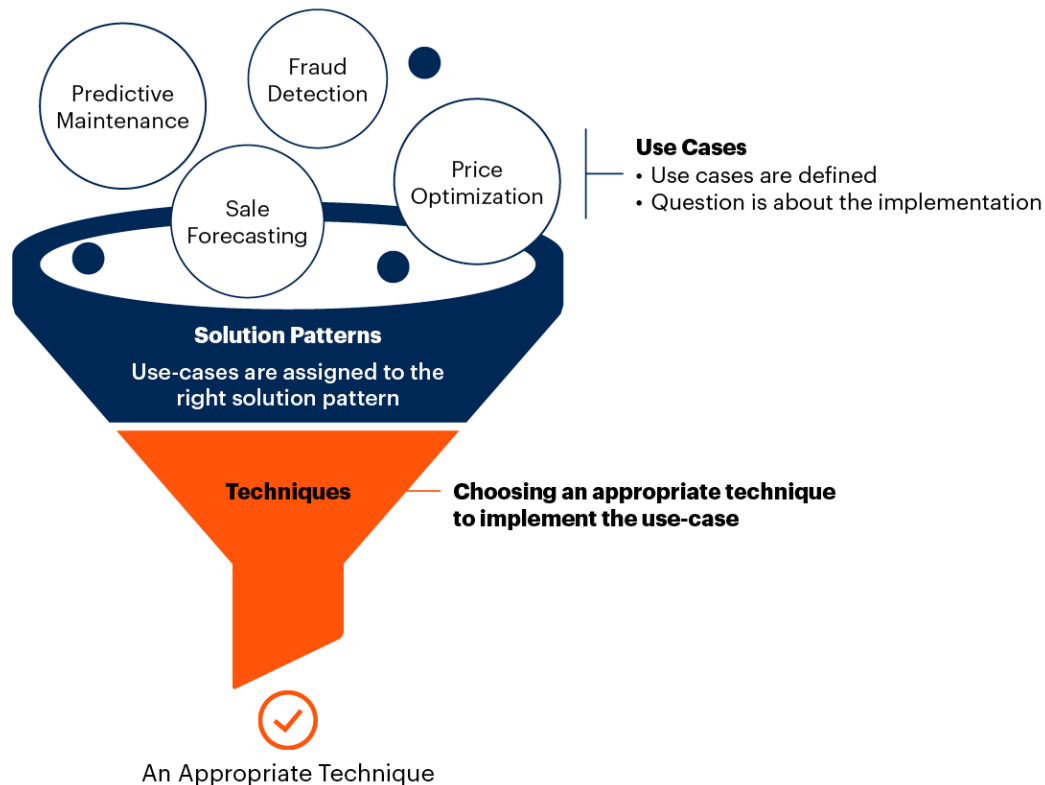 Predictive
Maintenance
Fraud
Detection
Price
Optimization
Sale
Forecasting
Use Cases
• Use cases are defined
• Question is about the implementation
Solution Patterns
Use-cases are assigned to the
right solution pattern
Techniques
Choosing an appropriate technique
to implement the use-case
An Appropriate Technique